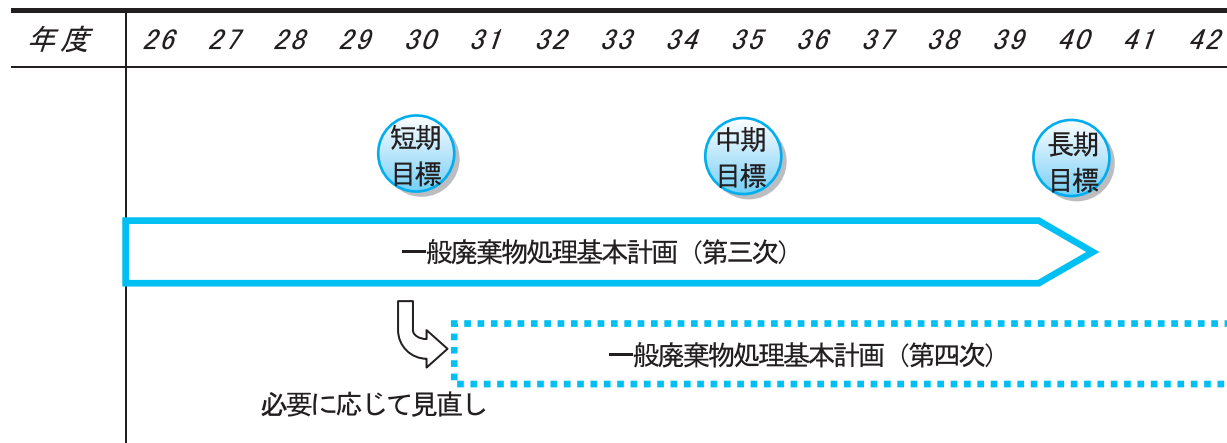 年度 26 27 28 29 30 31 32 33 34 35 36 37 38 39 40 41 42
短期
目標
中期
目標
長期
目標
一般廃棄物処理基本計画（第三次）
一般廃棄物処理基本計画（第四次）
必要に応じて見直し